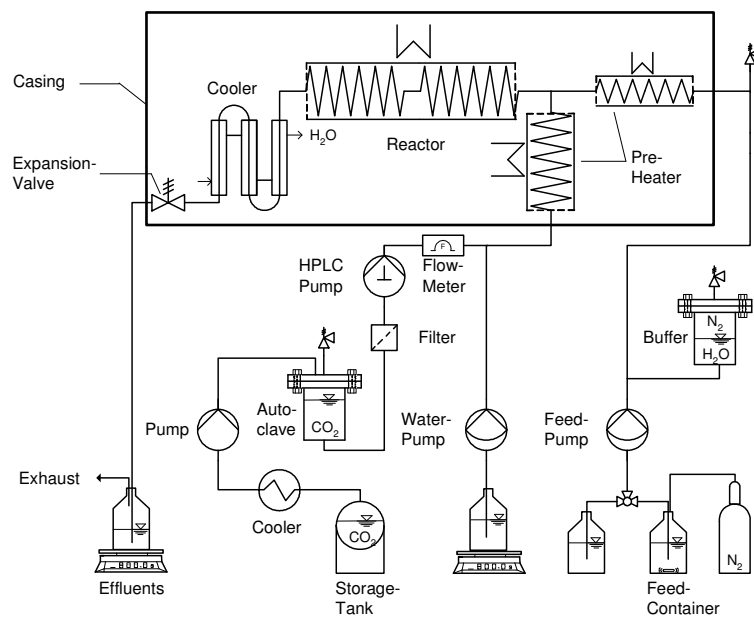 Casing
Cooler
H2O
Reactor
Pre-
Heater
Expansion-
Valve
HPLC
Pump
F
Flow-
Meter
Filter
N2
H2O
Buffer
Pump
Auto-
clave
CO2
Water-
Pump
Feed-
Pump
Exhaust
Cooler
CO2
N2
Effluents
Storage-
Tank
Feed-
Container